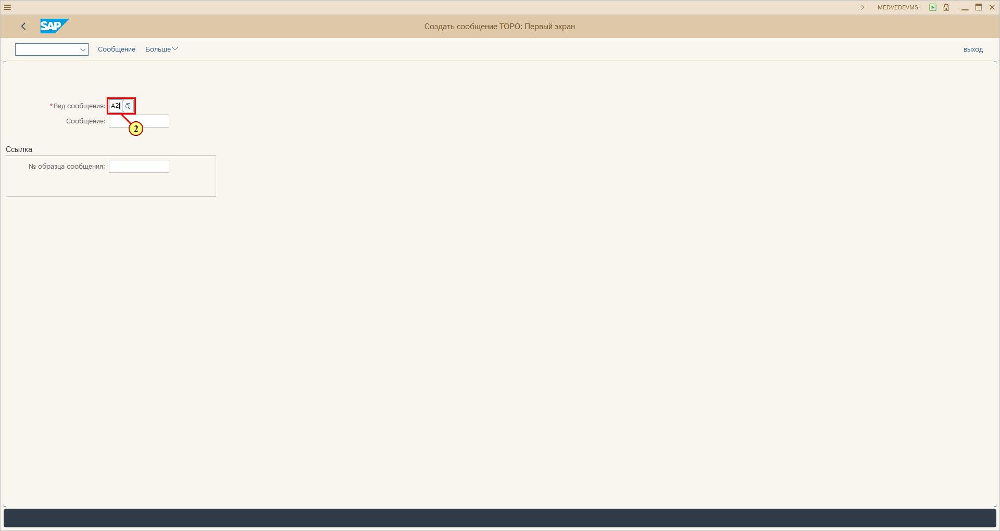 MEDVEDEVMS
SAP
Создать сообщение ТОРО: Первый экран
Сообщение
Больше
выход
*Вид сообщения: A2
Сообщение:
2
Ссылка
№ образца сообщения: